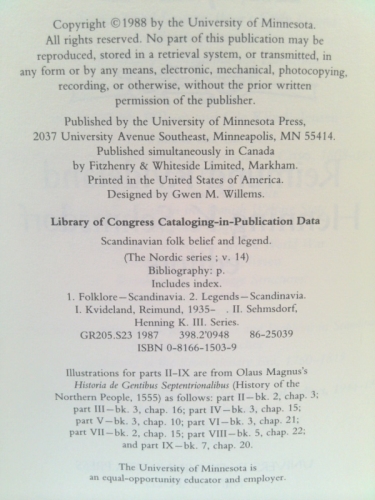 Copyright ©1988 by the University of Minnesota.
All rights reserved. No part of this publication may be
reproduced, stored in a retrieval system, or transmitted, in
any form or by any means, electronic, mechanical, photocopying,
recording, or otherwise, without the prior written
permission of the publisher.
Published by the University of Minnesota Press,
2037 University Avenue Southeast, Minneapolis, MN 55414.
Published simultaneously in Canada
by Fitzhenry & Whiteside Limited, Markham.
Printed in the United States of America.
Designed by Gwen M. Willems.
Library of Congress Cataloging-in-Publication Data
Scandinavian folk belief and legend.
(The Nordic series ; v. 14)
Bibliography: p.
Includes index.
1. Folklore—Scandinavia. 2. Legends—Scandinavia.
I. Kvideland, Reimund, 1935- . II. Sehmsdorf,
Henning K. III. Series.
GR205.S23 1987 398.2'0948 86-25039
ISBN 0-8166-1503-9
Illustrations for parts II–IX are from Olaus Magnus's
Historia de Gentibus Septentrionalibus (History of the
Northern People, 1555) as follows: part II—bk. 2, chap. 3;
part III—bk. 3, chap. 16; part IV—bk. 3, chap. 15;
part V—bk. 3, chap. 10; part VI—bk. 3, chap. 21;
part VII—bk. 2, chap. 15; part VIII—bk. 5, chap. 22;
and part IX—bk. 7, chap. 20.
The University of Minnesota is
an equal-opportunity educator and employer.